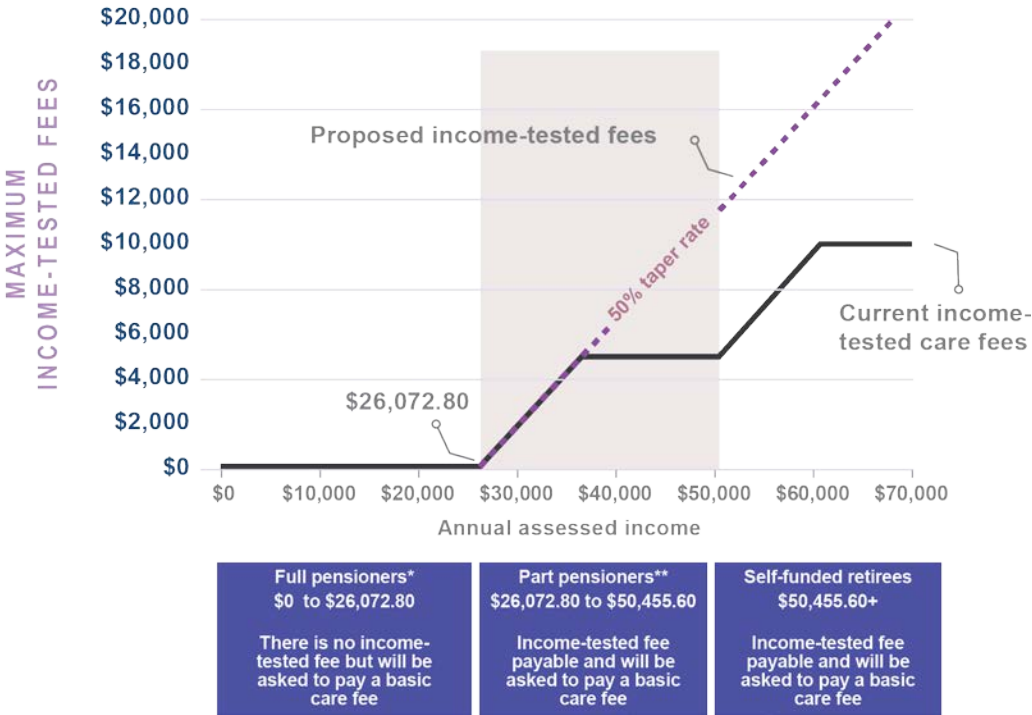 MAXIMUM
INCOME-TESTED FEES
$20,000
$18,000
$16,000
$14,000
$12,000
$10,000
$8,000
$6,000
$4,000
$2,000
$0
Proposed income-tested fees
50% taper rate
Current income-
tested care fees
$26,072.80
$0
$10,000
$20,000
$30,000
$40,000
$50,000
$60,000
$70,000
Annual assessed income
Full pensioners*
$0 to $26,072.80
There is no income-
tested fee but will be
asked to pay a basic
care fee
Part pensioners**
$26,072.80 to $50,455.60
Income-tested fee
payable and will be
asked to pay a basic
care fee
Self-funded retirees
$50,455.60+
Income-tested fee
payable and will be
asked to pay a basic
care fee